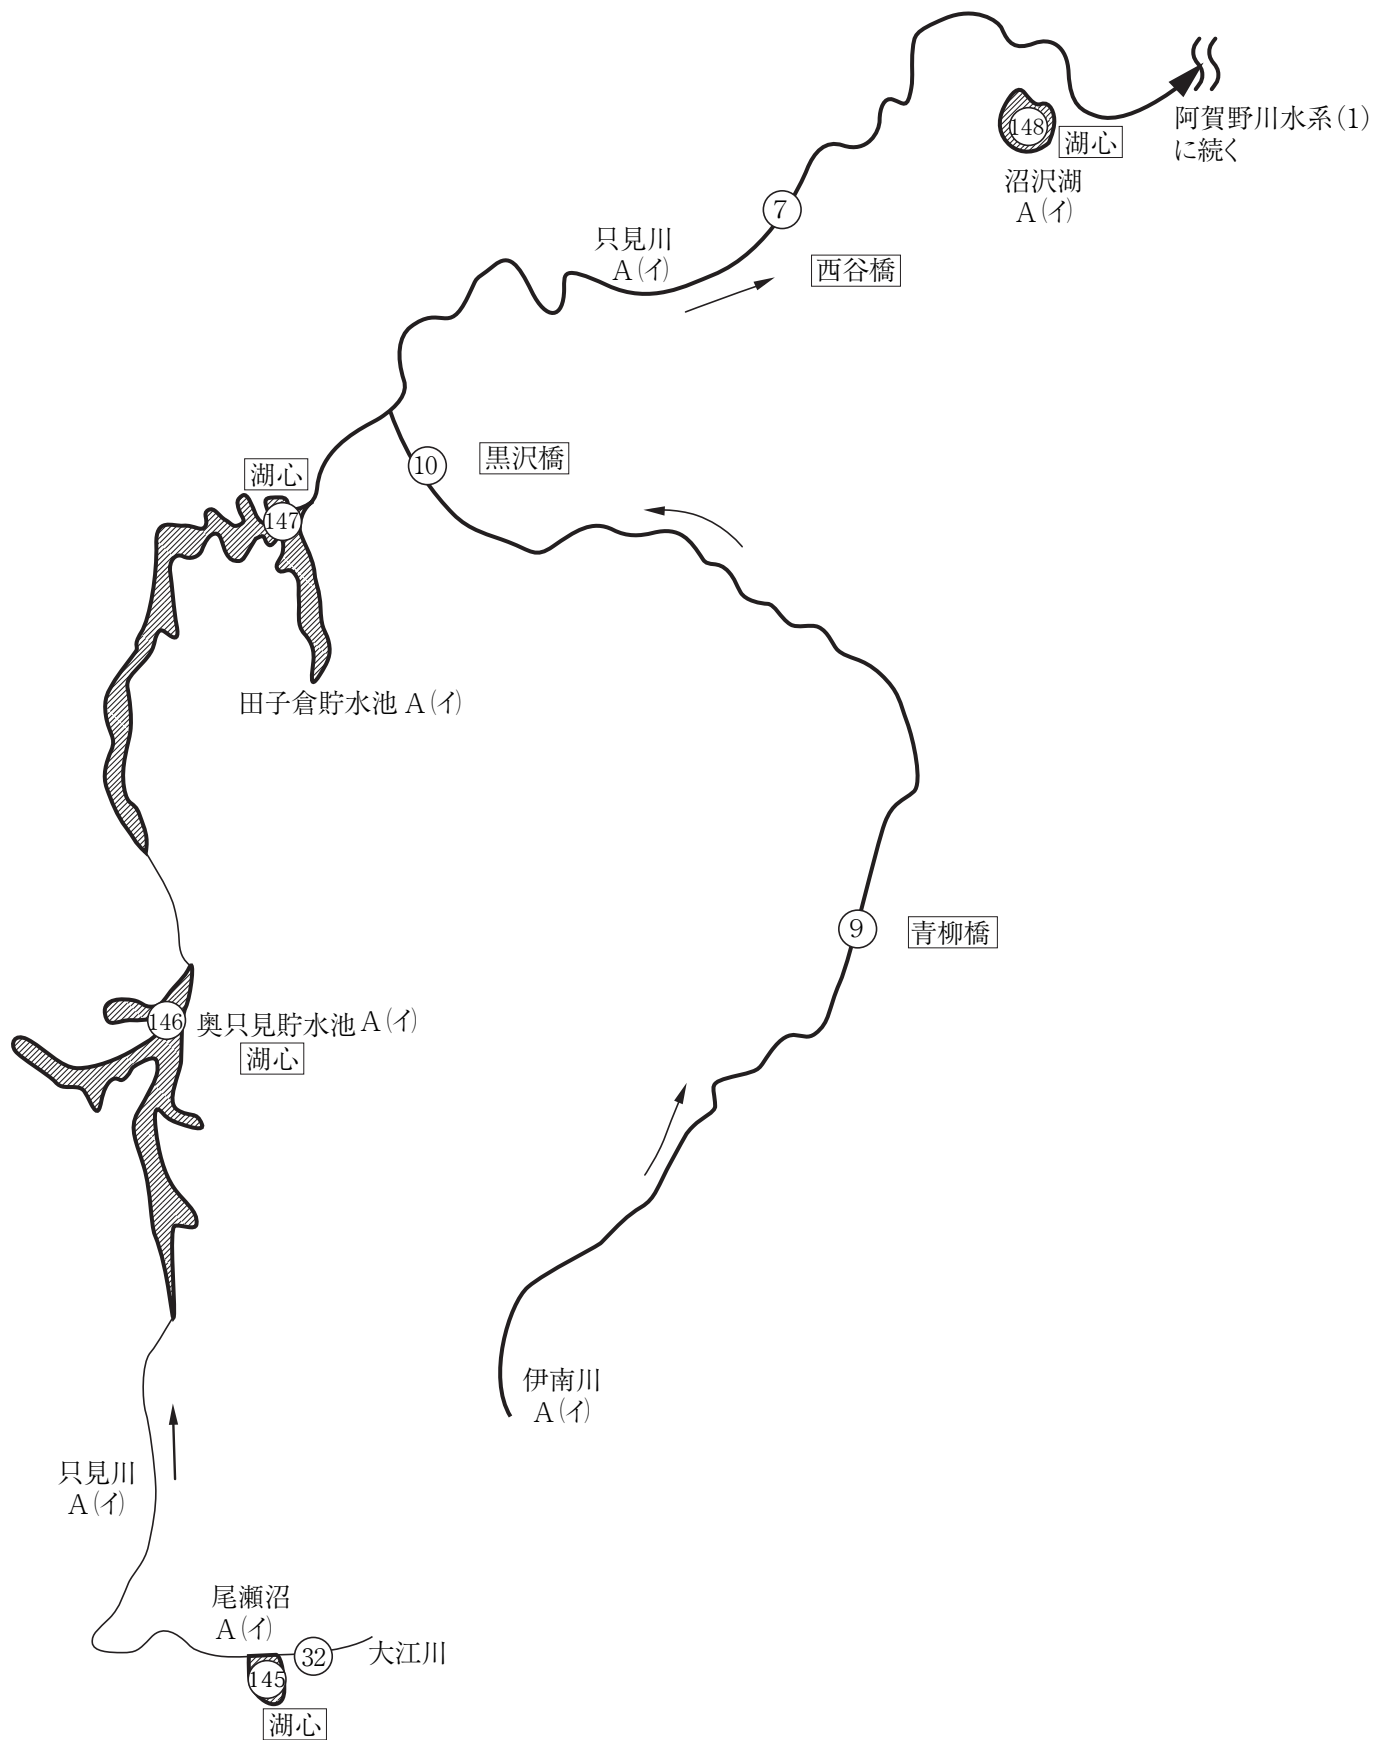 阿賀野川水系(1)
に続く
148
湖心
沼沢湖
A(イ)
7
只見川
A(イ)
西谷橋
10
黒沢橋
湖心
147
田子倉貯水池 A(イ)
9
青柳橋
146
奥只見貯水池 A(イ)
湖心
伊南川
A(イ)
只見川
A(イ)
尾瀬沼
A(イ)
32
大江川
145
湖心